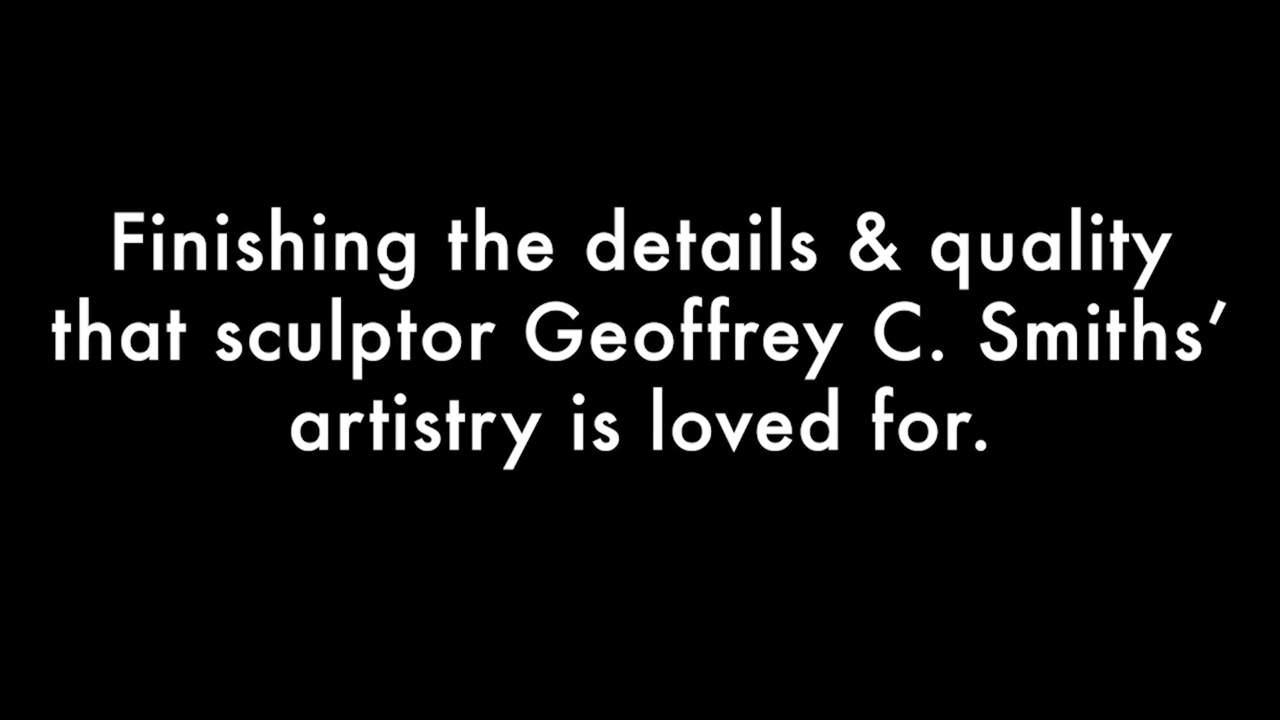 Finishing the details & quality
that sculptor Geoffrey C. Smiths’
artistry is loved for.